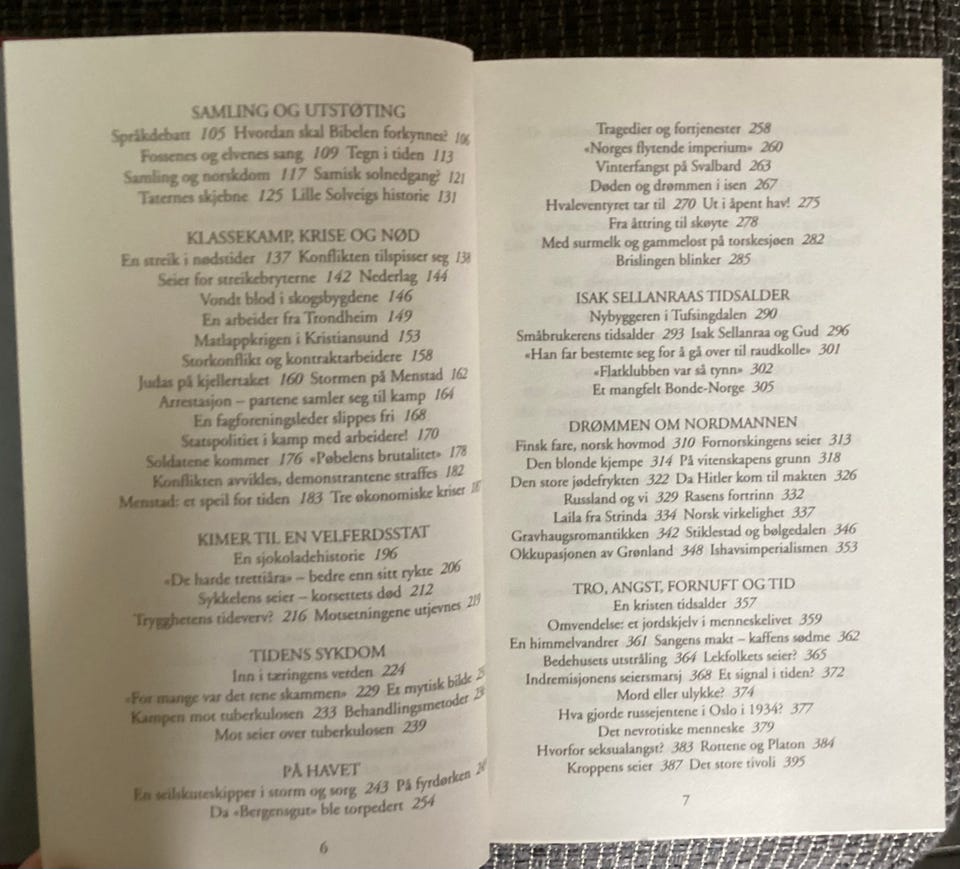 SAMLING OG UTSTØTING
Språkdebatt 105 Hvordan skal Bibelen forkynnes? 106
Fossenes og elvenes sang 109 Tegn i tiden 113
Samling og norskdom 117 Samisk solnedgang? 121
Taternes skjebne 125 Lille Solveigs historie 131
KLASSEKAMP, KRISE OG NØD
En streik i nødstider 137 Konflikten tilspisser seg 138
Seier for streikebryterne 142 Nederlag 144
Vondt blod i skogsbygdene 146
En arbeider fra Trondheim 149
Matlappkrigen i Kristiansund 153
Storkonflikt og kontraktarbeidere 158
Judas på kjellertaket 160 Stormen på Menstad 162
Arrestasjon – partene samler seg til kamp 164
En fagforeningsleder slippes fri 168
Statspolitiet i kamp med arbeidere! 170
Soldatene kommer 176 «Pøbelens brutalitet» 178
Konflikten avvikles, demonstrantene straffes 182
Menstad: et speil for tiden 183 Tre økonomiske kriser
KIMER TIL EN VELFERDSSTAT
En sjokoladehistorie 196
«De harde trettiåra» – bedre enn sitt rykte 206
Sykkelens seier – korsettets død 212
Trygghetens tideverv? 216 Motsetningene utjevnes 219
TIDENS SYKDOM
Inn i tæringens verden 224
«For mange var det rene skammen» 229 Et mytisk bilde
Kampen mot tuberkulosen 233 Behandlingsmetoder
Mot seier over tuberkulosen 239
PÅ HAVET
En seilskuteskipper i storm og sorg 243 På fyrdørken
Da «Bergensgut» ble torpedert 254
6
Tragedier og fortjenester 258
«Norges flytende imperium» 260
Vinterfangst på Svalbard 263
Døden og drømmen i isen 267
Hvaleventyret tar til 270 Ut i åpent hav! 275
Fra åttring til skøyte 278
Med surmelk og gammelost på torskesjøen 282
Brislingen blinker 285
ISAK SELLANRAAS TIDSALDER
Nybyggeren i Tufsingdalen 290
Småbrukerens tidsalder 293 Isak Sellanraa og Gud 296
«Han far bestemte seg for å gå over til raudkolle» 301
«Flatklubben var så tynn» 302
Et mangfelt Bonde-Norge 305
DRØMMEN OM NORDMANNEN
Finsk fare, norsk hovmod 310 Fornorskingens seier 313
Den blonde kjempe 314 På vitenskapens grunn 318
Den store jødefrykten 322 Da Hitler kom til makten 326
Russland og vi 329 Rasens fortrinn 332
Laila fra Strinda 334 Norsk virkelighet 337
Gravhaugsromantikken 342 Stiklestad og bølgedalen 346
Okkupasjonen av Grønland 348 Ishavsimperialismen 353
TRO, ANGST, FORNUFT OG TID
En kristen tidsalder 357
Omvendelse: et jordskjelv i menneskelivet 359
En himmelvandrer 361 Sangens makt – kaffens sødme 362
Bedehusets utstråling 364 Lekfolkets seier? 365
Indremisjonens seiersmarsj 368 Et signal i tiden? 372
Mord eller ulykke? 374
Hva gjorde russejentene i Oslo i 1934? 377
Det nevrotiske menneske 379
Hvorfor seksualangst? 383 Rottene og Platon 384
Kroppens seier 387 Det store tivoli 395
7